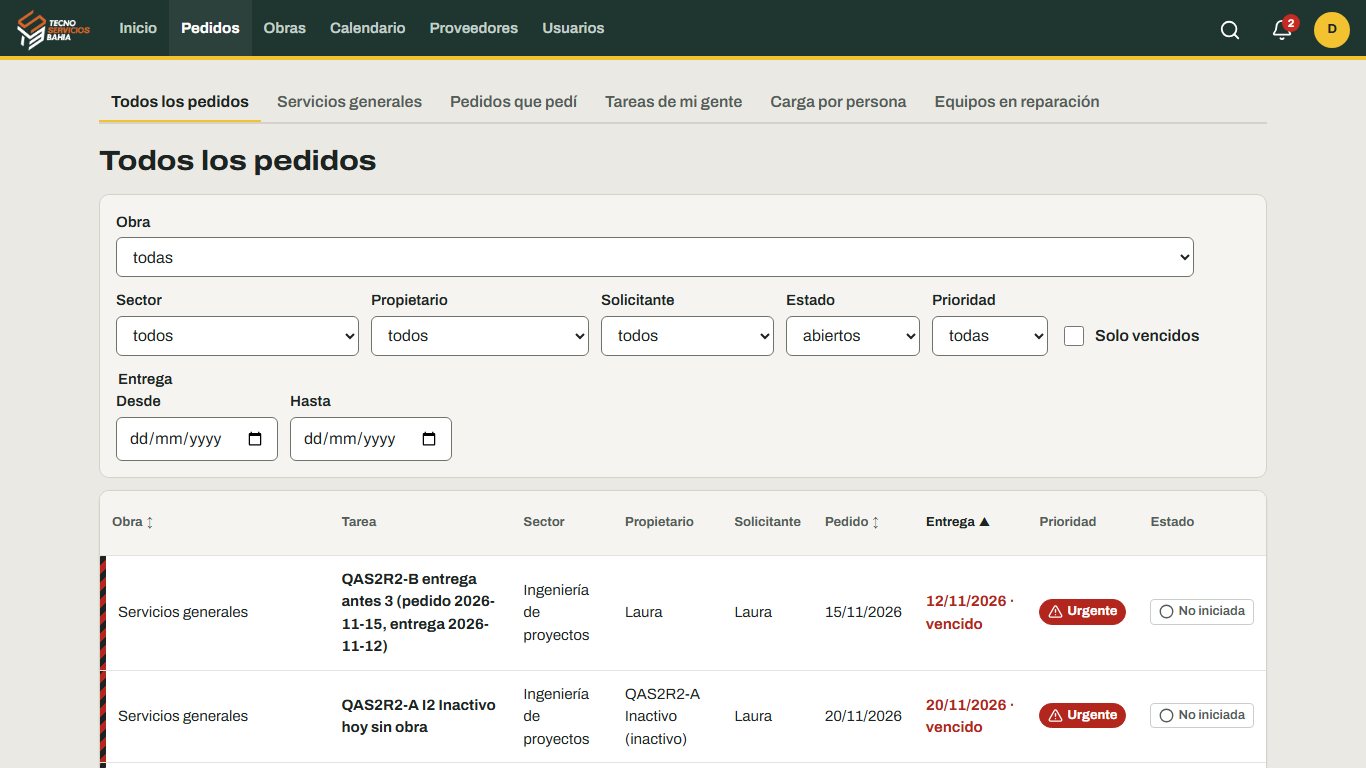 TECNO
SERVICIOS
BAHIA
Inicio
Pedidos
Obras
Calendario
Proveedores
Usuarios
2
D
Todos los pedidos
Servicios generales
Pedidos que pedí
Tareas de mi gente
Carga por persona
Equipos en reparación
Todos los pedidos
Obra
todas
Sector
Propietario
Solicitante
Estado
Prioridad
todos
todos
todos
abiertos
todas
Solo vencidos
Entrega
Desde
Hasta
dd/mm/yyyy
dd/mm/yyyy
Obra
Tarea
Sector
Propietario
Solicitante
Pedido
Entrega
Prioridad
Estado
Servicios generales
QAS2R2-B entrega
antes 3 (pedido 2026-
11-15, entrega 2026-
11-12)
Ingeniería
de
proyectos
Laura
Laura
15/11/2026
12/11/2026 ·
vencido
Urgente
No iniciada
Servicios generales
QAS2R2-A I2 Inactivo
hoy sin obra
Ingeniería
de
proyectos
QAS2R2-A
Inactivo
(inactivo)
Laura
20/11/2026
20/11/2026 ·
vencido
Urgente
No iniciada